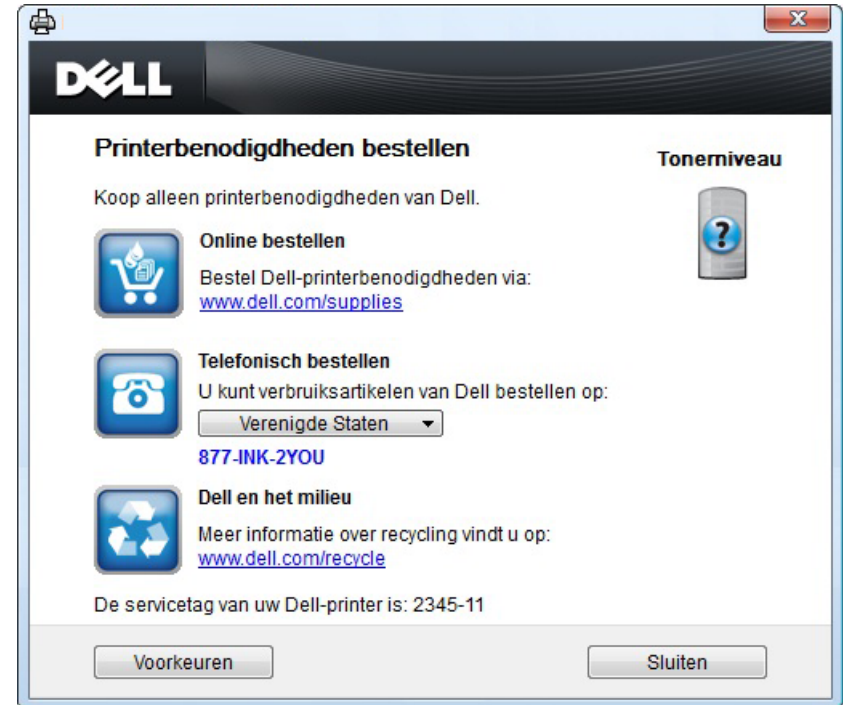 DELL
Printerbenodigdheden bestellen
Tonerniveau
Koop alleen printerbenodigdheden van Dell.
?
Online bestellen
Bestel Dell-printerbenodigdheden via:
www.dell.com/supplies
Telefonisch bestellen
U kunt verbruiksartikelen van Dell bestellen op:
Verenigde Staten
877-INK-2YOU
Dell en het milieu
Meer informatie over recycling vindt u op:
www.dell.com/recycle
De servicetag van uw Dell-printer is: 2345-11
Voorkeuren
Sluiten